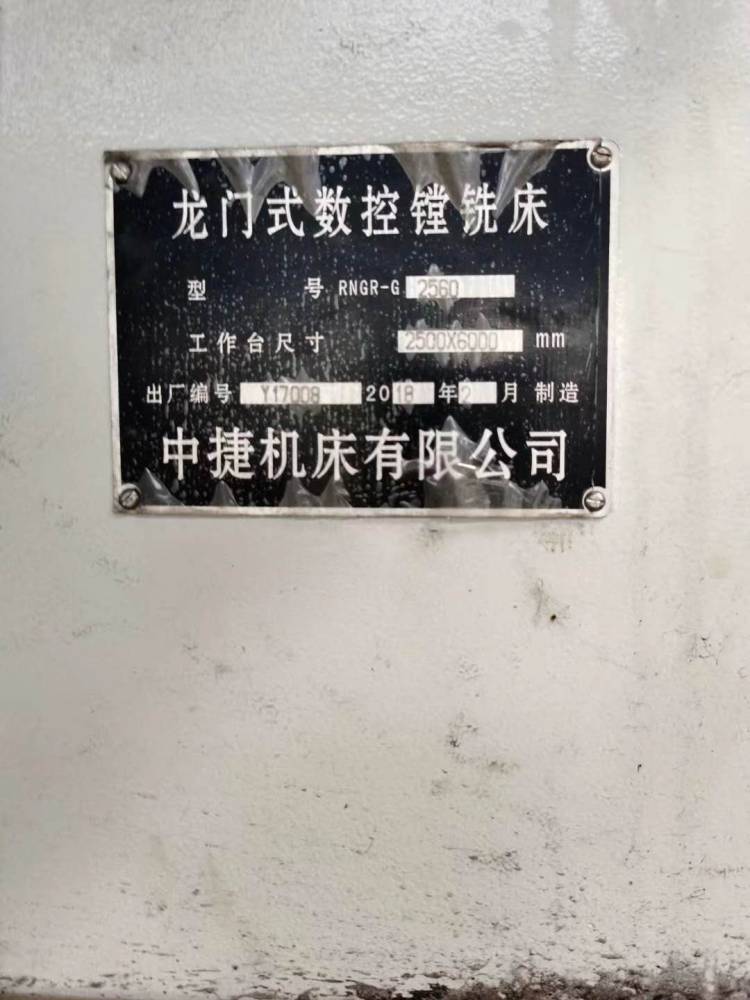 龙门式数控镗铣床
型 号 RNGR-G 2560
工作台尺寸 2500X6000 mm
出厂编号 Y17008 2018 年 2 月 制造
中捷机床有限公司